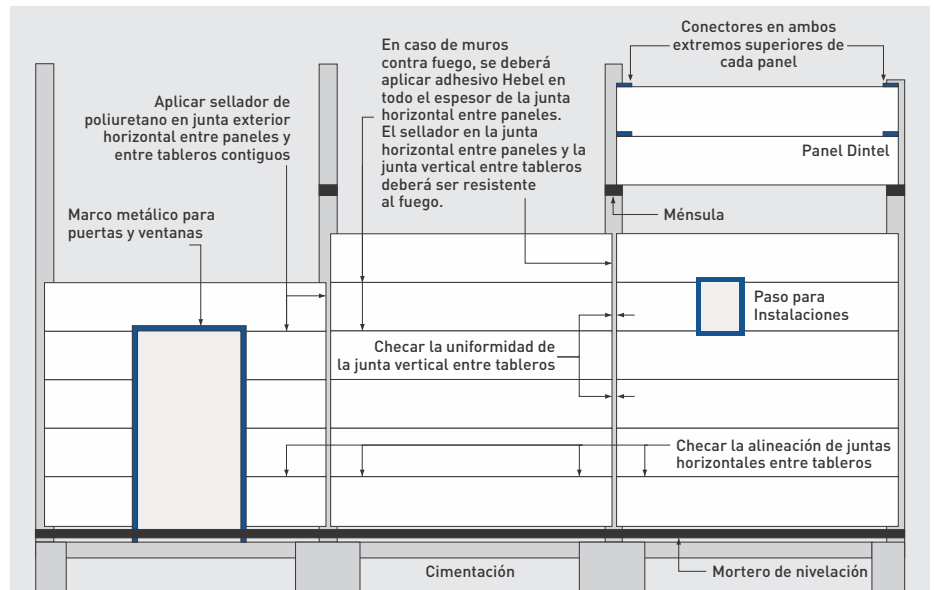 Conectores en ambos
extremos superiores de
cada panel
En caso de muros
contra fuego, se deberá
aplicar adhesivo Hebel en
todo el espesor de la junta
horizontal entre paneles.
El sellador en la junta
horizontal entre paneles y la
junta vertical entre tableros
deberá ser resistente
al fuego.
Aplicar sellador de
poliuretano en junta exterior
horizontal entre paneles y
entre tableros contiguos
Panel Dintel
Marco metálico para
puertas y ventanas
Ménsula
Paso para
Instalaciones
Checar la uniformidad de
la junta vertical entre tableros
Checar la alineación de juntas
horizontales entre tableros
Cimentación
Mortero de nivelación